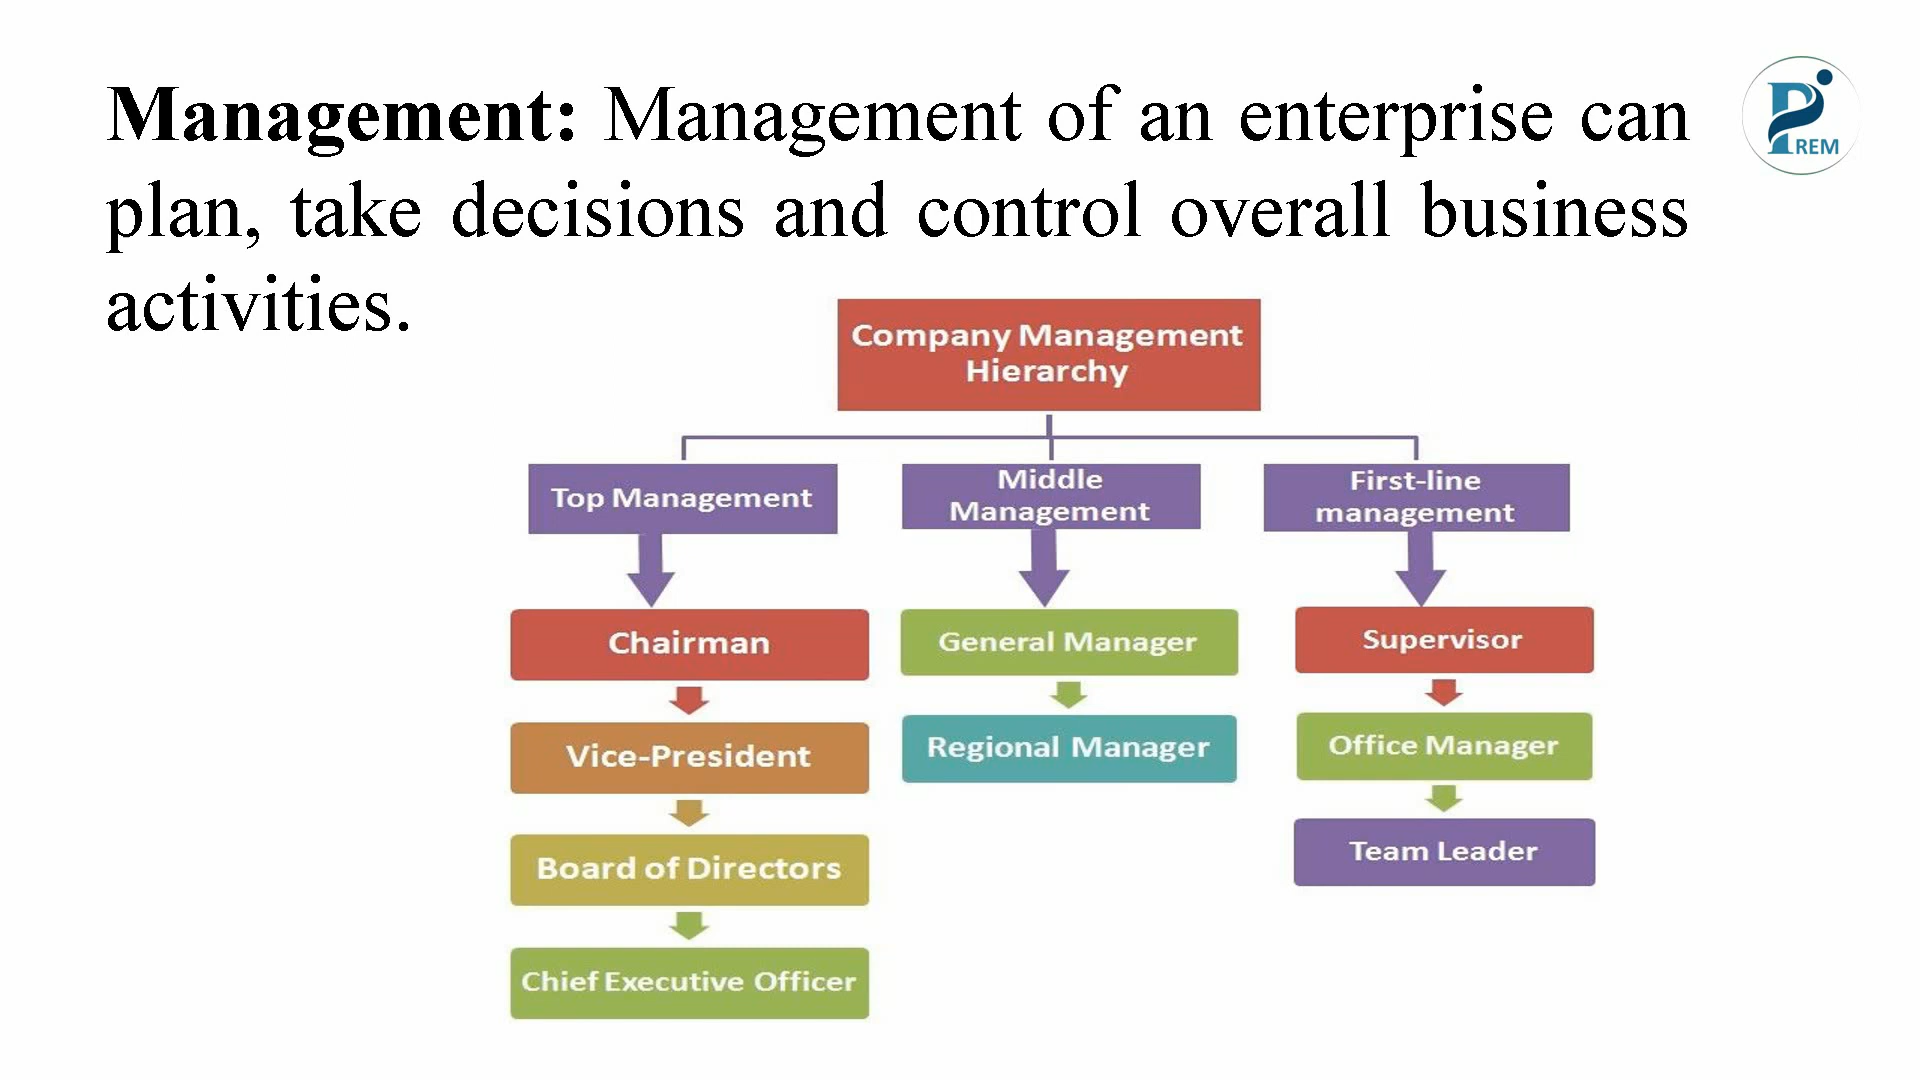 Management: Management of an enterprise can
plan, take decisions and control overall business
activities.
PREM
Company Management
Hierarchy
Top Management
Middle
Management
First-line
management
Chairman
Vice-President
Board of Directors
Chief Executive Officer
General Manager
Regional Manager
Supervisor
Office Manager
Team Leader